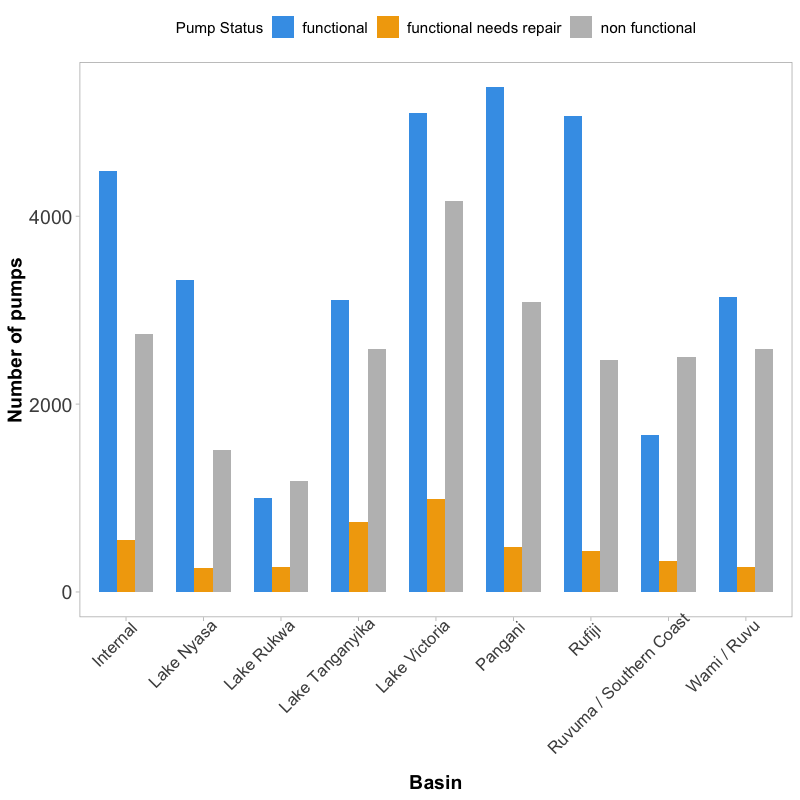 Pump Status functional functional needs repair non functional
Number of pumps
4000
2000
0
Internal
Lake Nyasa
Lake Rukwa
Lake Tanganyika
Lake Victoria
Pangani
Rufiji
Ruvuma / Southern Coast
Wami / Ruvu
Basin